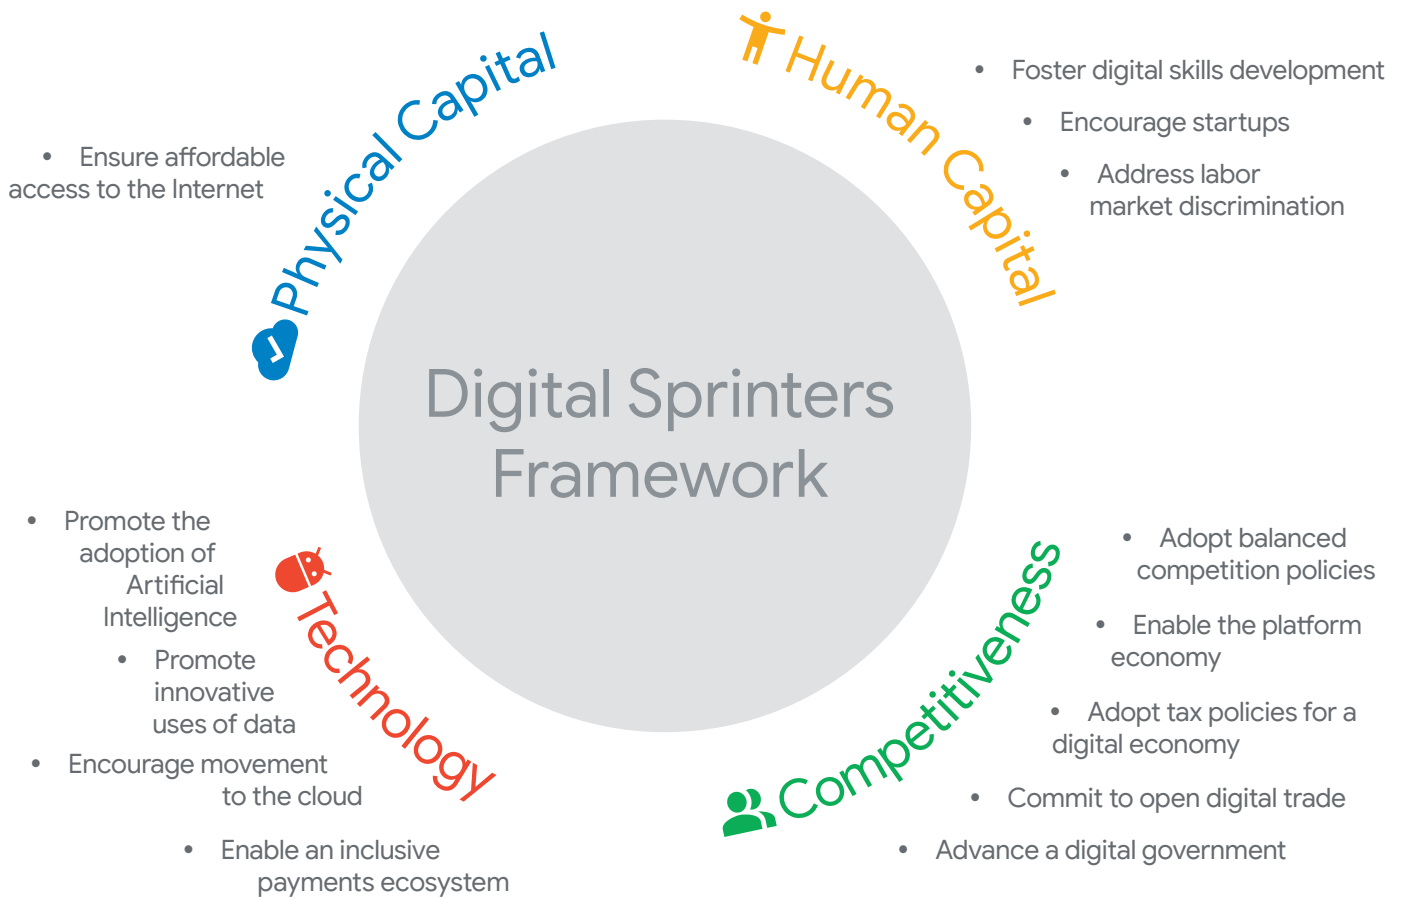 Physical Capital
• Ensure affordable
access to the Internet
Human Capital
• Foster digital skills development
• Encourage startups
• Address labor
market discrimination
Digital Sprinters
Framework
Technology
• Promote the
adoption of
Artificial
Intelligence
• Promote
innovative
uses of data
• Encourage movement
to the cloud
• Enable an inclusive
payments ecosystem
Competitiveness
• Adopt balanced
competition policies
• Enable the platform
economy
• Adopt tax policies for a
digital economy
• Commit to open digital trade
• Advance a digital government